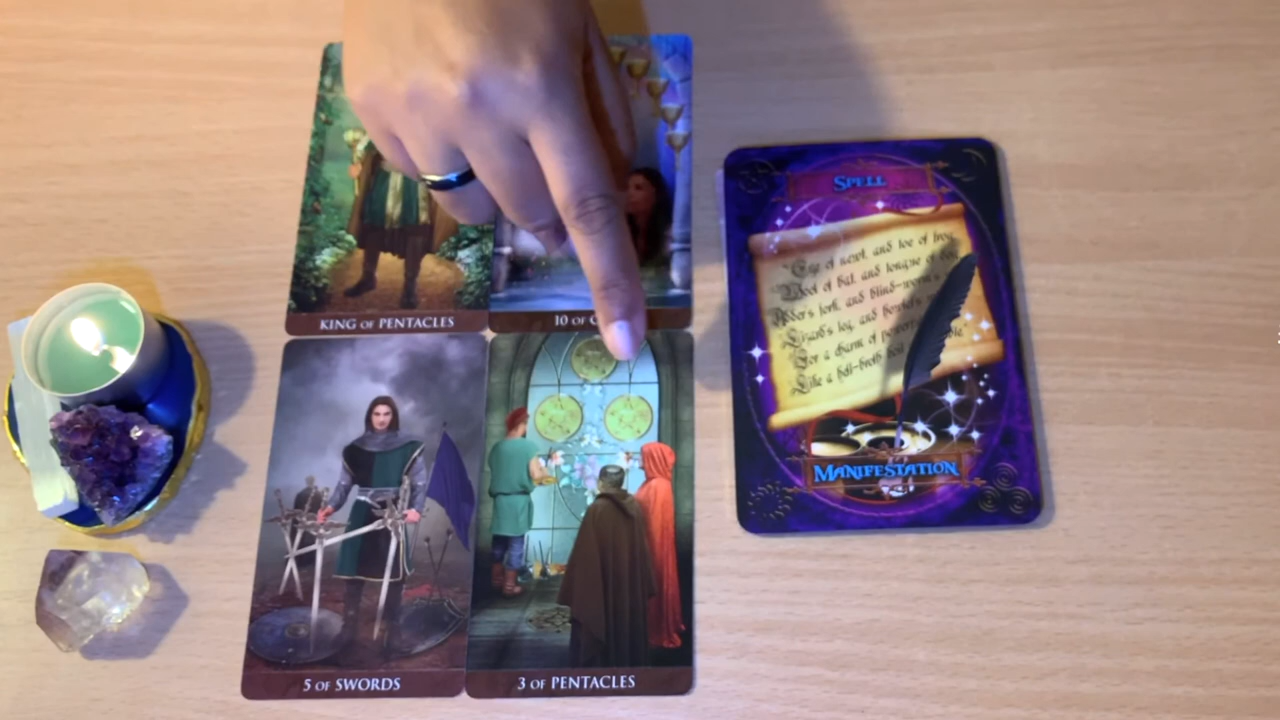 KING OF PENTACLES
10 OF
5 OF SWORDS
3 OF PENTACLES
SPELL
"Eye of newt, and toe of frog,
Wool of bat, and tongue of dog,
Adder's fork, and blind-worm's
Lizard's leg, and howlet's
For a charm of powerful
Like a hell-broth boil
MANIFESTATION